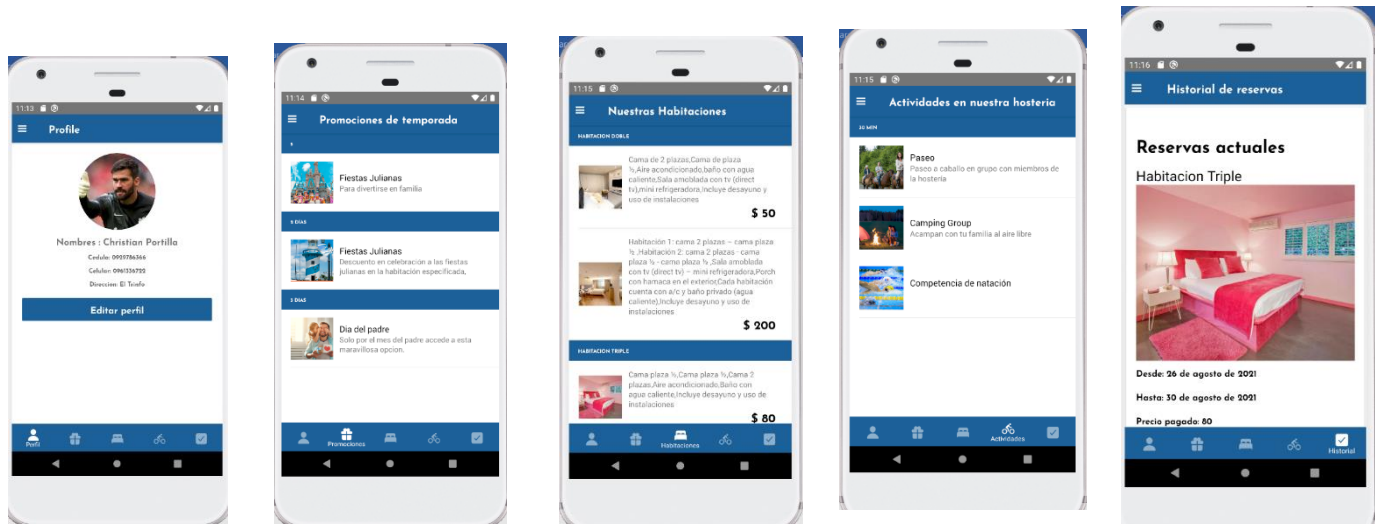 11:13
Profile
Nombres : Christian Portilla
Cedula: 0925786366
Celular: 0961336722
Direccion: El Triufo
Editar perfil
Perfil
11:14
Promociones de temporada
Fiestas Julianas
Para divertirse en familia
Fiestas Julianas
Descuento en celebración a las fiestas
julianas en la habitación especificada,
3 DÍAS
Dia del padre
Solo por el mes del padre accede a esta
maravillosa opcion.
Promociones
11:15
Nuestras Habitaciones
HABITACION DOBLE
Cama de 2 plazas,Cama de plaza
½,Aire acondicionado,baño con agua
caliente,Sala amoblada con tv (direct
tv),mini refrigeradora,Incluye desayuno y
uso de instalaciones
$ 50
Habitación 1: cama 2 plazas – cama plaza
½ ,Habitación 2: cama 2 plazas - cama
plaza ½ - cama plaza ½ ,Sala amoblada
con tv (direct tv) – mini refrigeradora,Porch
con hamaca en el exterior,Cada habitación
cuenta con a/c y baño privado (agua
caliente),Incluye desayuno y uso de
instalaciones
$ 200
HABITACION TRIPLE
Cama plaza ½,Cama plaza ½,Cama 2
plazas,Aire acondicionado,Baño con
agua caliente,Incluye desayuno y uso de
instalaciones
$ 80
Habitaciones
11:15
Actividades en nuestra hosteria
30 MIN
Paseo
Paseo a caballo en grupo con miembros de
la hosteria
Camping Group
Acampan con tu familia al aire libre
Competencia de natación
Actividades
11:16
Historial de reservas
Reservas actuales
Habitacion Triple
Desde: 26 de agosto de 2021
Hasta: 30 de agosto de 2021
Precio pagado: 80
Historial